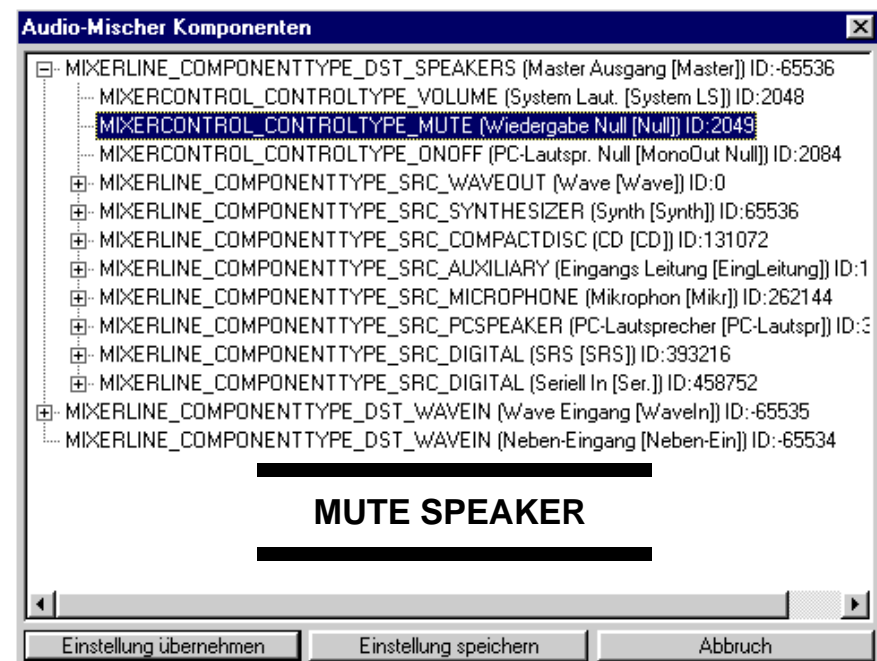 Audio-Mischer Komponenten
MIXERLINE_COMPONENTTYPE_DST_SPEAKERS (Master Ausgang [Master]) ID:-65536
MIXERCONTROL_CONTROLTYPE_VOLUME (System Laut. [System LS]) ID:2048
MIXERCONTROL_CONTROLTYPE_MUTE (Wiedergabe Null [Null]) ID:2049
MIXERCONTROL_CONTROLTYPE_ONOFF (PC-Lautspr. Null [MonoOut Null]) ID:2084
MIXERLINE_COMPONENTTYPE_SRC_WAVEOUT (Wave [Wave]) ID:0
MIXERLINE_COMPONENTTYPE_SRC_SYNTHESIZER (Synth [Synth]) ID:65536
MIXERLINE_COMPONENTTYPE_SRC_COMPACTDISC (CD [CD]) ID:131072
MIXERLINE_COMPONENTTYPE_SRC_AUXILIARY (Eingangs Leitung [EingLeitung]) ID:1
MIXERLINE_COMPONENTTYPE_SRC_MICROPHONE (Mikrophon [Mikr]) ID:262144
MIXERLINE_COMPONENTTYPE_SRC_PCSPEAKER (PC-Lautsprecher [PC-Lautspr]) ID:3
MIXERLINE_COMPONENTTYPE_SRC_DIGITAL (SRS [SRS]) ID:393216
MIXERLINE_COMPONENTTYPE_SRC_DIGITAL (Seriell In [Ser.]) ID:458752
MIXERLINE_COMPONENTTYPE_DST_WAVEIN (Wave Eingang [WaveIn]) ID:-65535
MIXERLINE_COMPONENTTYPE_DST_WAVEIN (Neben-Eingang [Neben-Ein]) ID:-65534
MUTE SPEAKER
Einstellung übernehmen
Einstellung speichern
Abbruch